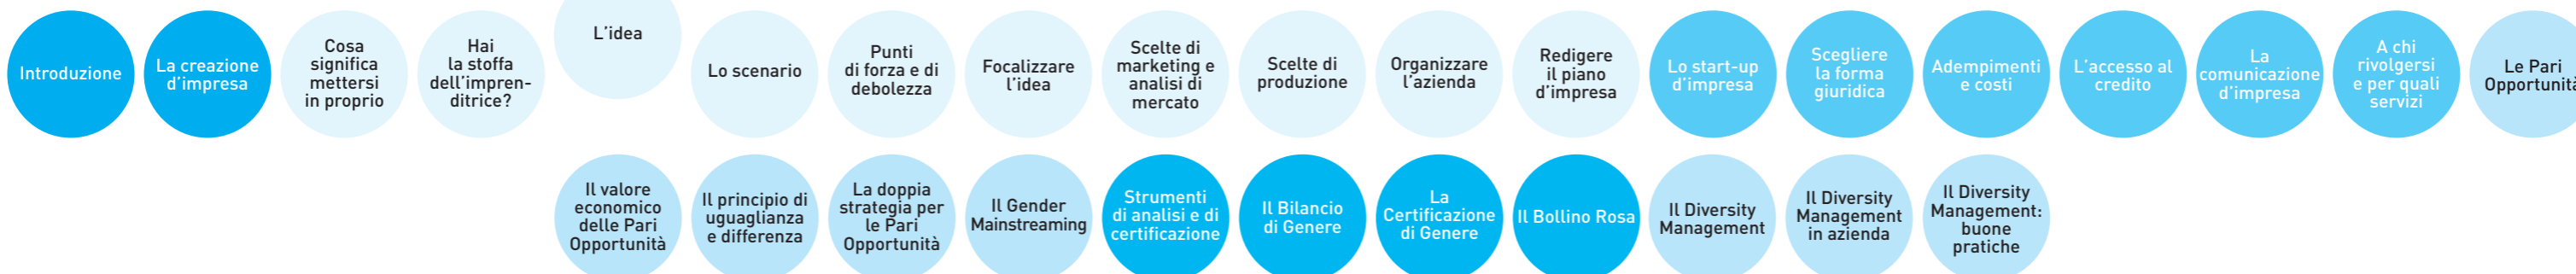 Introduzione
La creazione
d’impresa
Cosa
significa
mettersi
in proprio
Hai
la stoffa
dell’impren-
ditrice?
L’idea
Lo scenario
Punti
di forza e di
debolezza
Focalizzare
l’idea
Scelte di
marketing e
analisi di
mercato
Scelte di
produzione
Organizzare
l’azienda
Redigere
il piano
d’impresa
Lo start-up
d’impresa
Scegliere
la forma
giuridica
Adempimenti
e costi
L’accesso al
credito
La
comunicazione
d’impresa
A chi
rivolgersi
e per quali
servizi
Le Pari
Opportunità
Il valore
economico
delle Pari
Opportunità
Il principio di
uguaglianza
e differenza
La doppia
strategia per
le Pari
Opportunità
Il Gender
Mainstreaming
Strumenti
di analisi e di
certificazione
Il Bilancio
di Genere
La
Certificazione
di Genere
Il Bollino Rosa
Il Diversity
Management
Il Diversity
Management
in azienda
Il Diversity
Management:
buone
pratiche